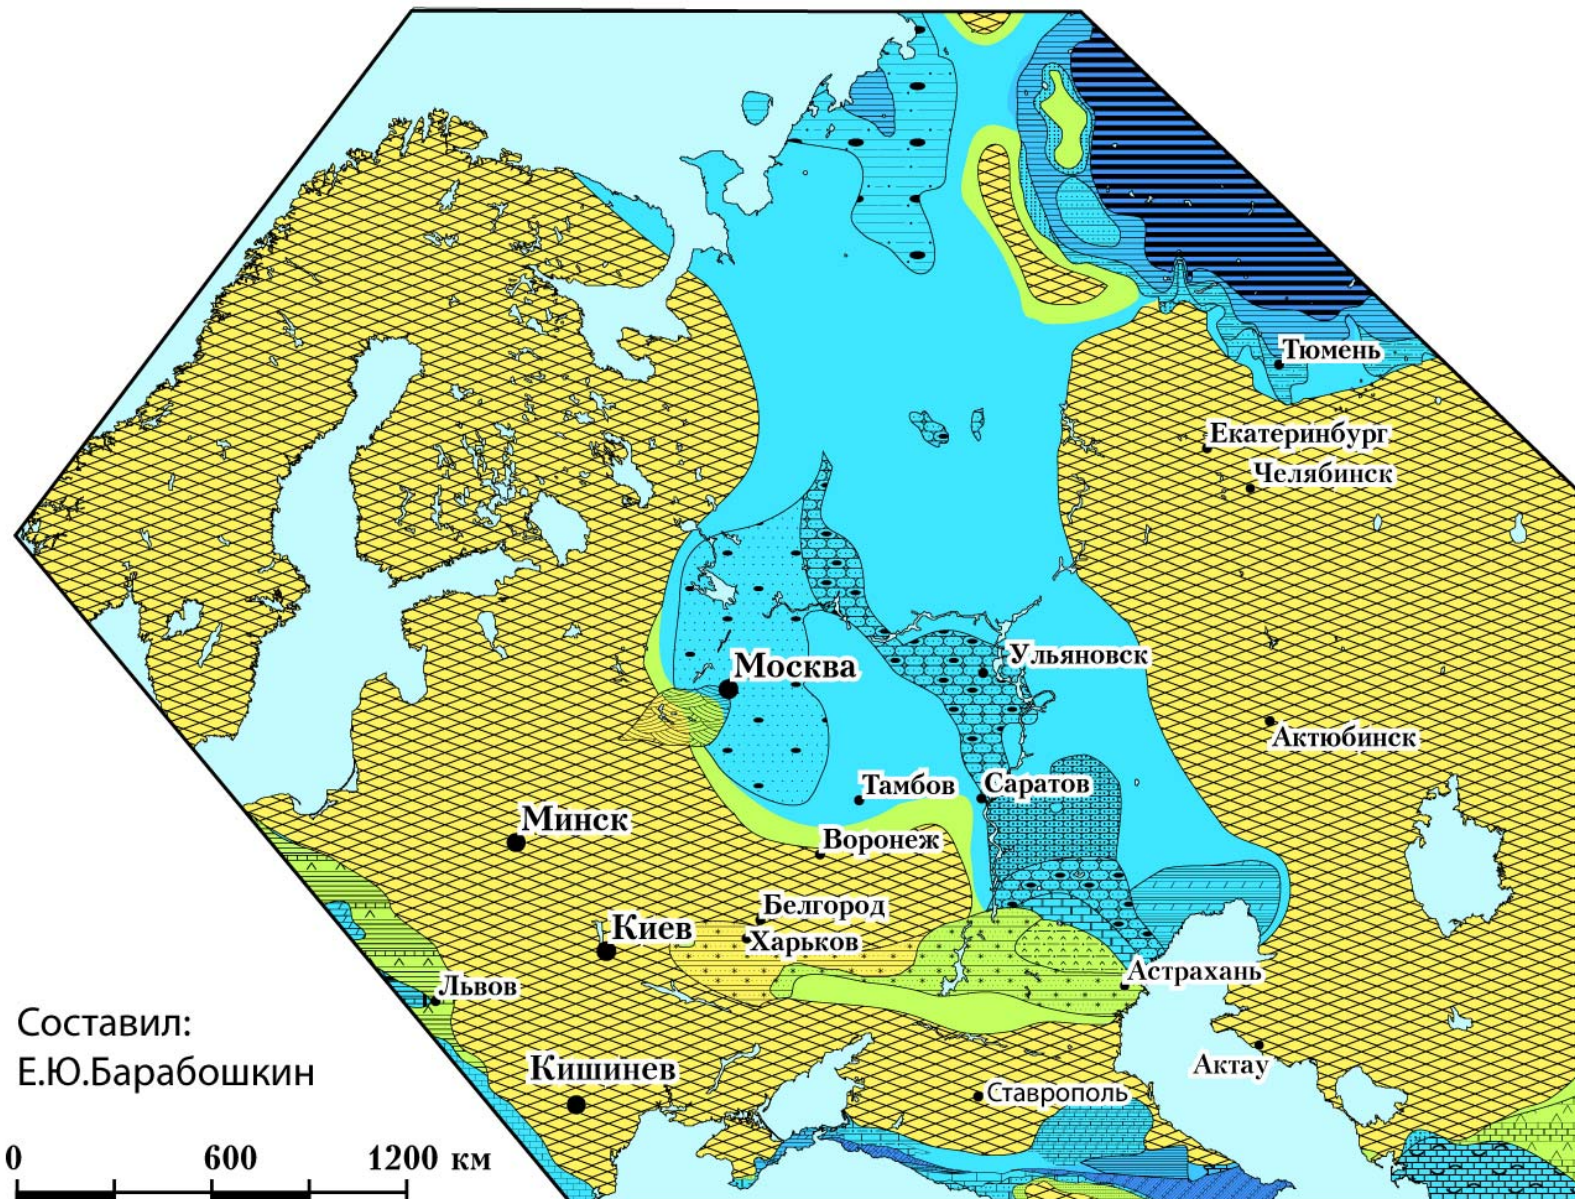 Тюмень
Екатеринбург
Челябинск
Ульяновск
Москва
Актюбинск
Тамбов
Саратов
Минск
Воронеж
Белгород
Киев
Харьков
Астрахань
Львов
Составил:
Е.Ю.Барабошкин
Кишинев
Актау
Ставрополь
0 600 1200 км